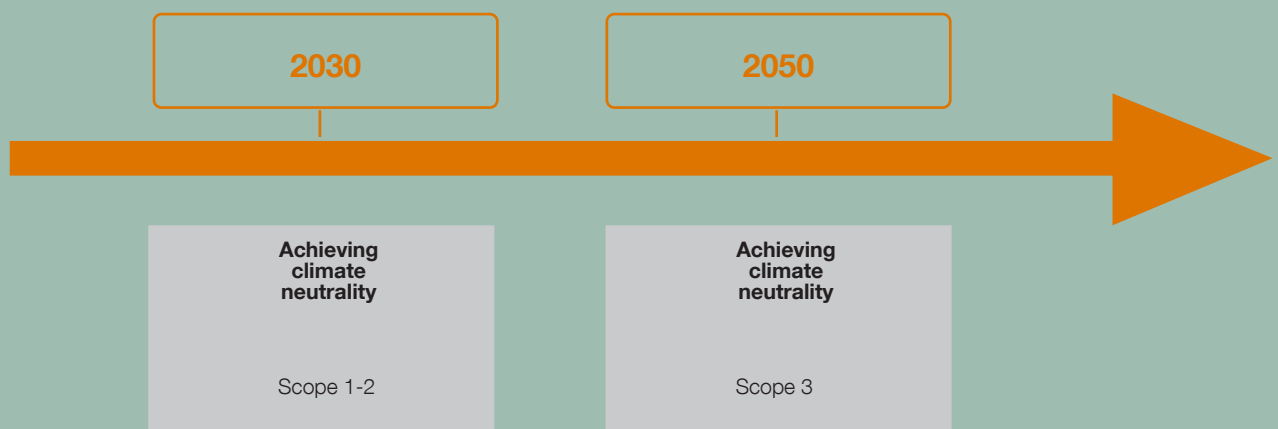 2030
2050
Achieving
climate
neutrality
Scope 1-2
Achieving
climate
neutrality
Scope 3